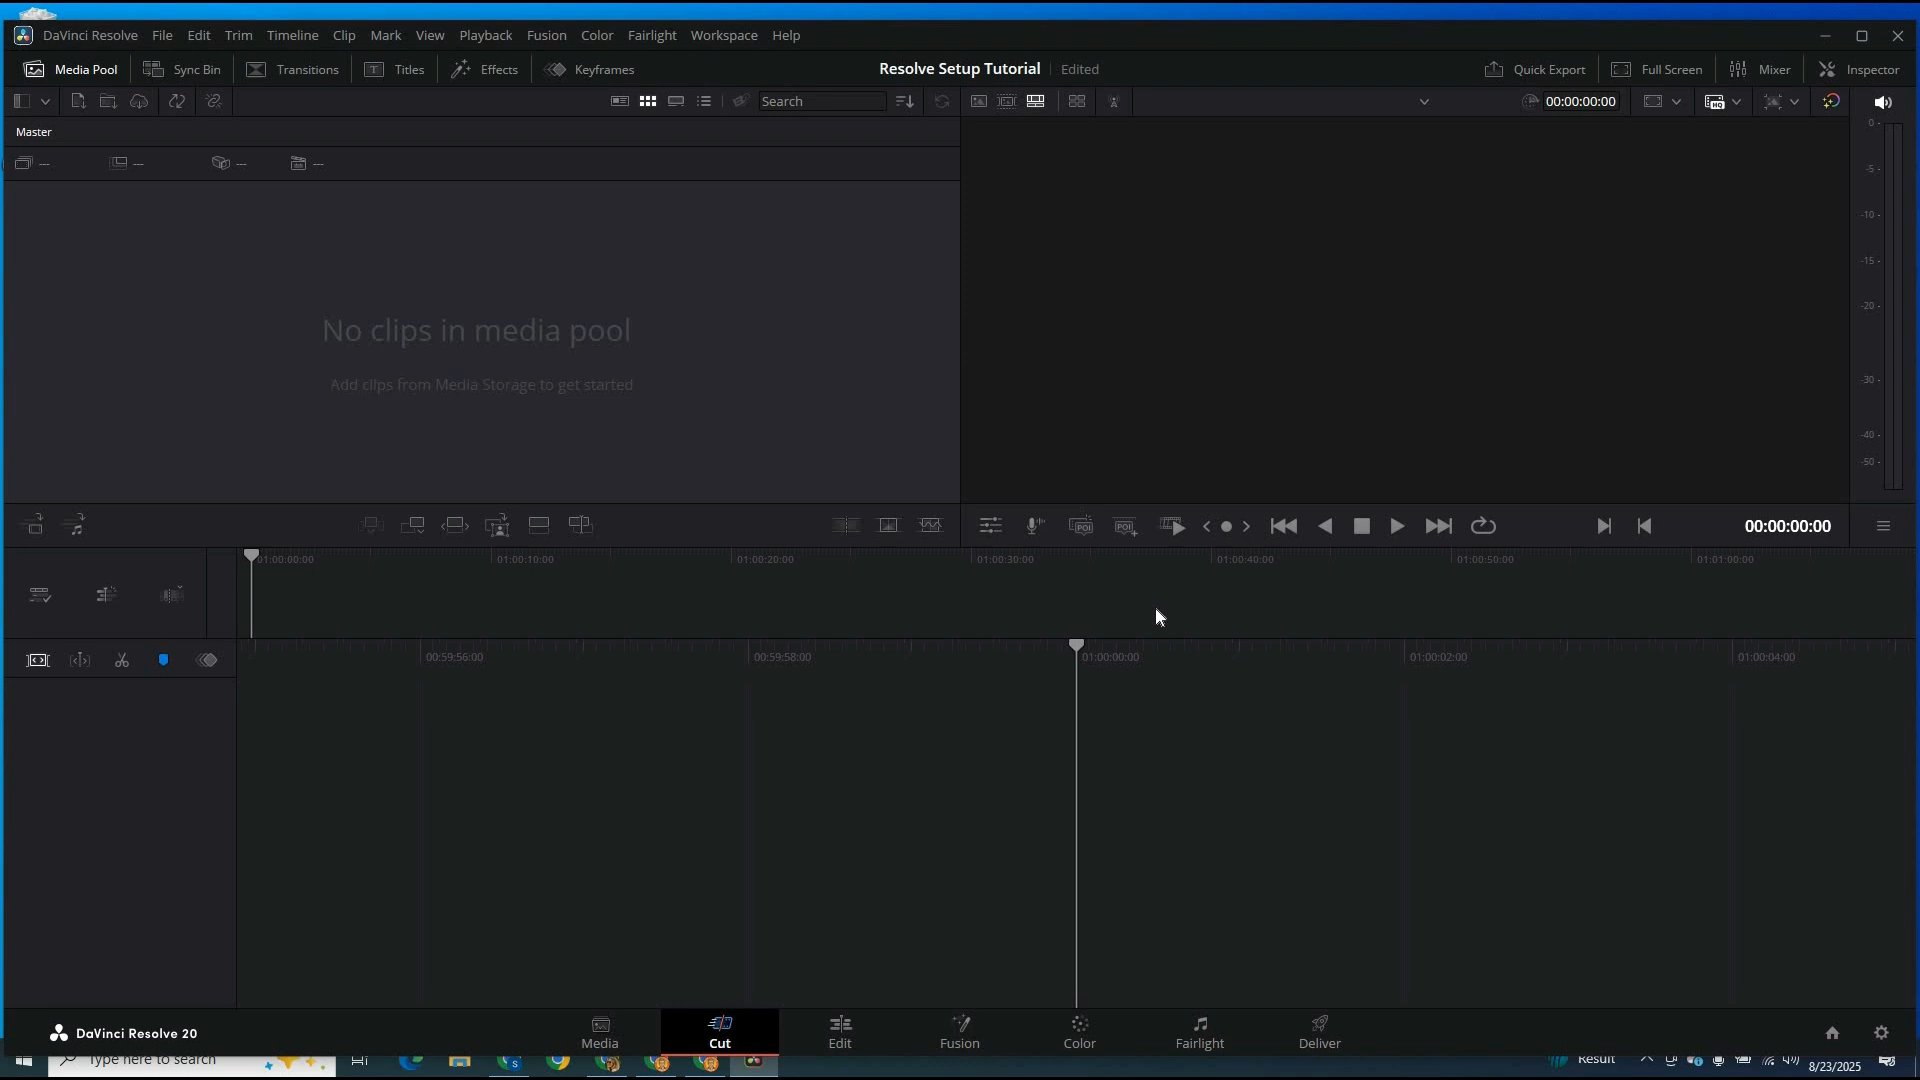 DaVinci Resolve File Edit Trim Timeline Clip Mark View Playback Fusion Color Fairlight Workspace Help
Media Pool Sync Bin Transitions Titles Effects Keyframes Resolve Setup Tutorial Edited Quick Export Full Screen Mixer Inspector
Search 00:00:00:00
Master
0 -
-- -- -- --
-5 -
-10 -
-15 -
-20 -
No clips in media pool
-30 -
Add clips from Media Storage to get started
-40 -
-50 -
POI POI 00:00:00:00
01:00:00:00 01:00:10:00 01:00:20:00 01:00:30:00 01:00:40:00 01:00:50:00 01:01:00:00
00:59:56:00 00:59:58:00 01:00:00:00 01:00:02:00 01:00:04:00
DaVinci Resolve 20 Media Cut Edit Fusion Color Fairlight Deliver
Type here to search Result 8/23/2025